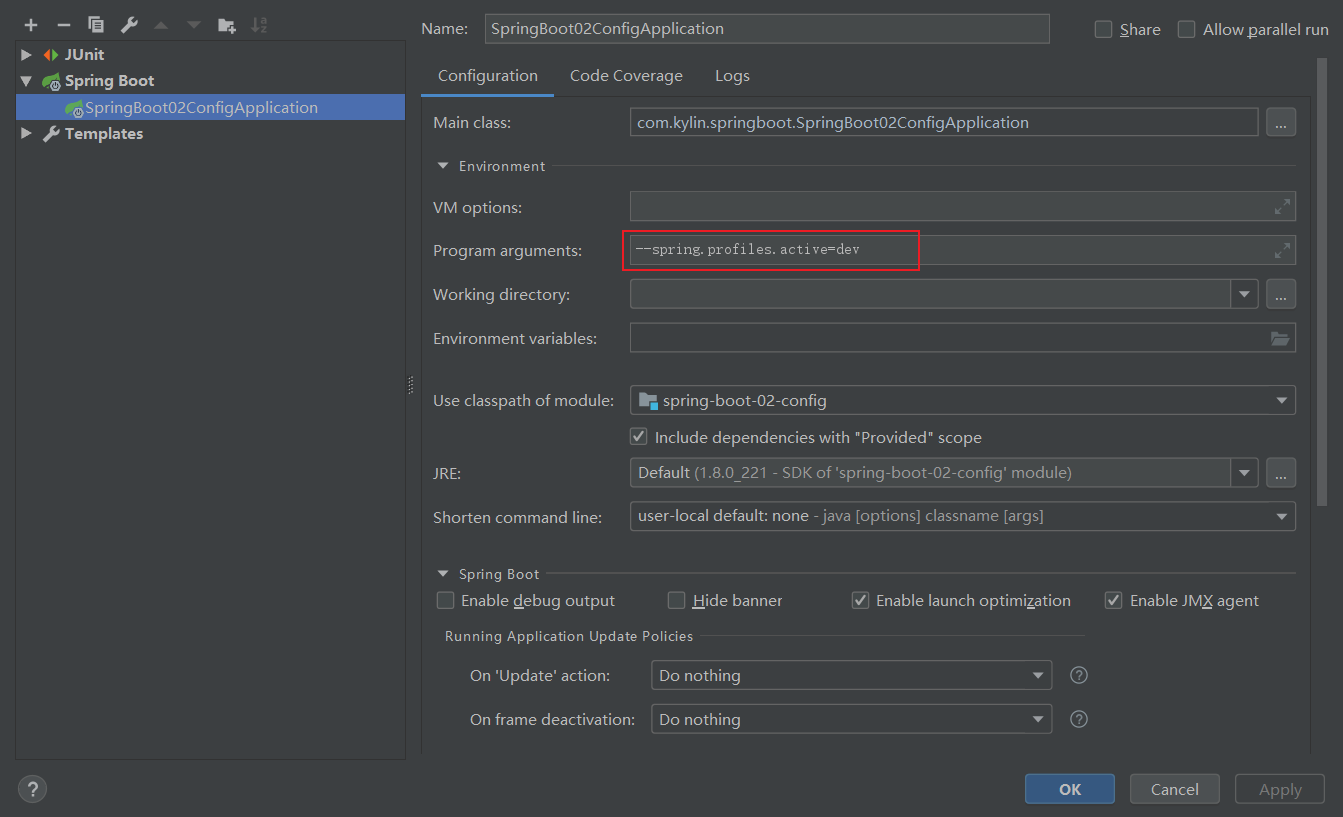 Name: SpringBoot02ConfigApplication Share Allow parallel run
JUnit
Spring Boot
SpringBoot02ConfigApplication
Templates
Configuration Code Coverage Logs
Main class: com.kylin.springboot.SpringBoot02ConfigApplication ...
Environment
VM options:
Program arguments: --spring.profiles.active=dev
Working directory: ...
Environment variables:
Use classpath of module: spring-boot-02-config
Include dependencies with "Provided" scope
JRE: Default (1.8.0_221 - SDK of 'spring-boot-02-config' module) ...
Shorten command line: user-local default: none - java [options] classname [args]
Spring Boot
Enable debug output Hide banner Enable launch optimization Enable JMX agent
Running Application Update Policies
On 'Update' action: Do nothing ?
On frame deactivation: Do nothing ?
? OK Cancel Apply